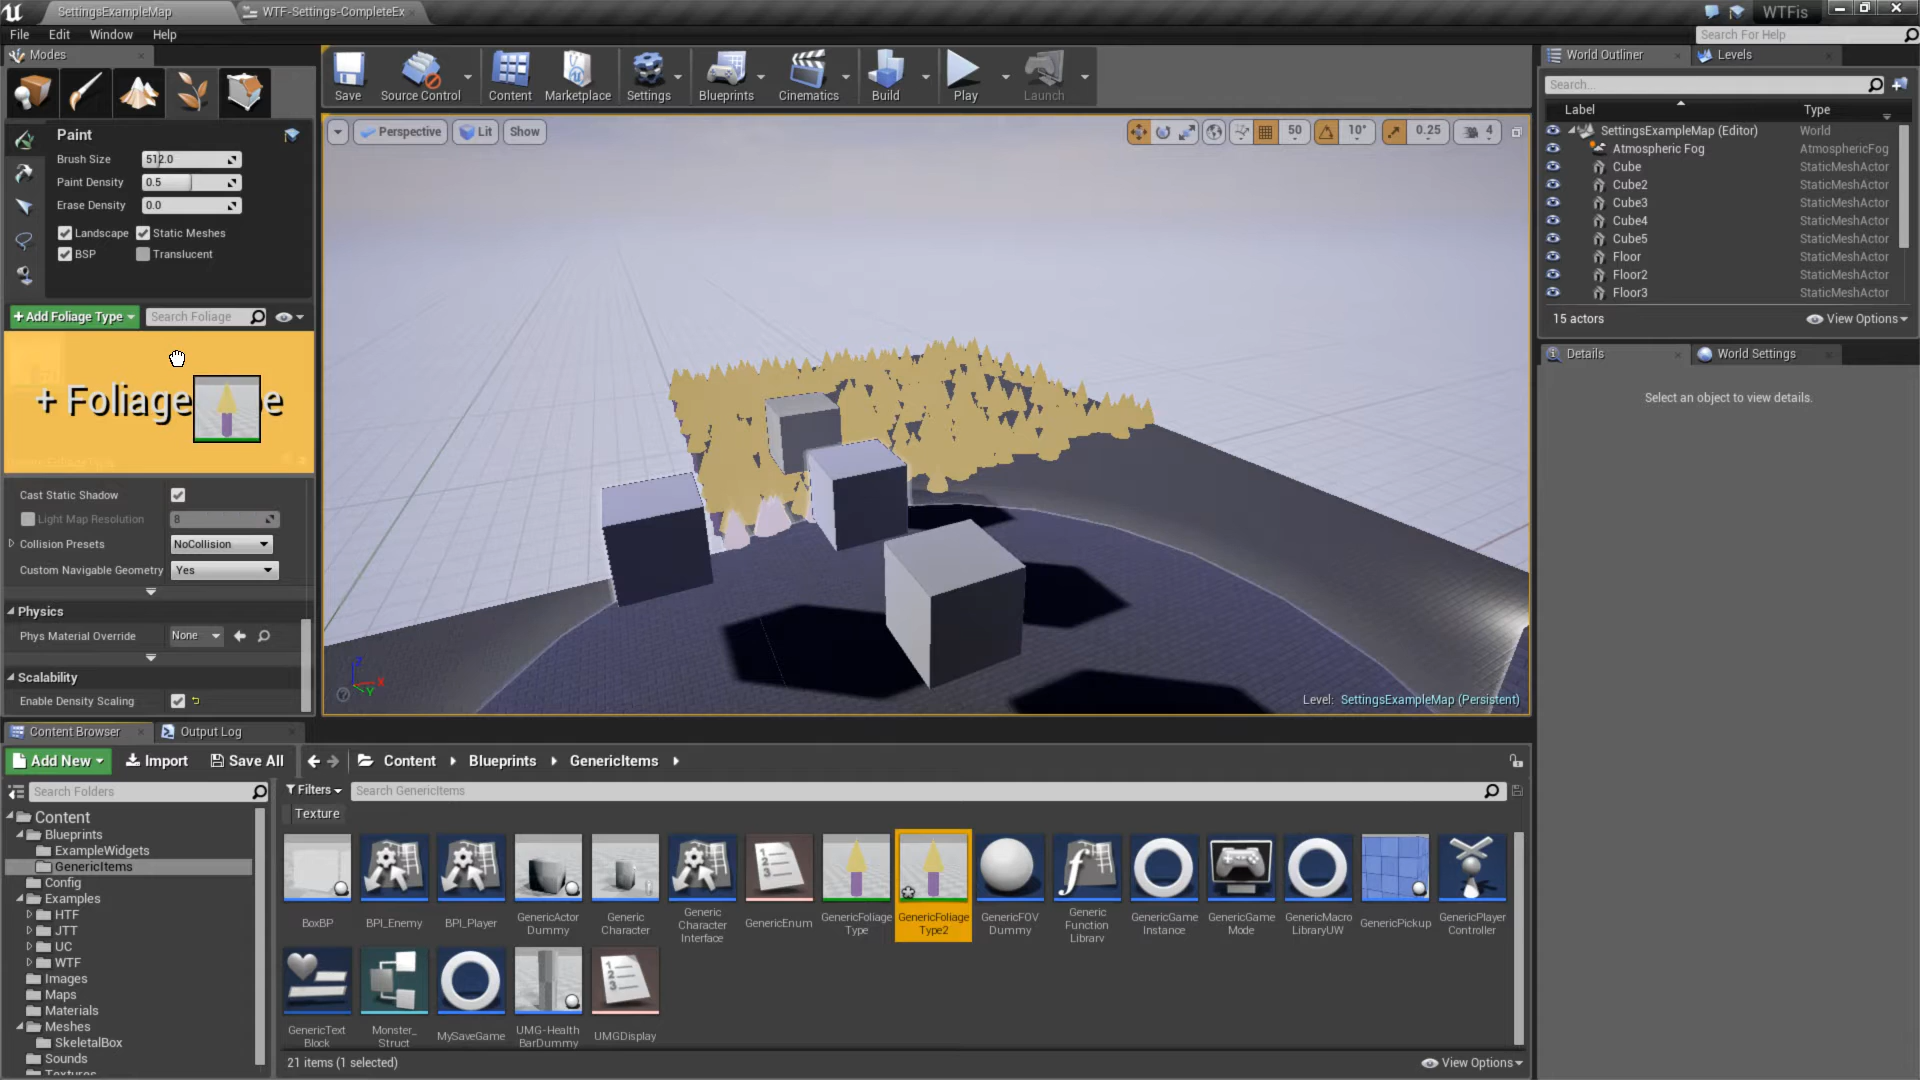 SettingsExampleMap
WTF-Settings-CompleteEx
WTFis
File Edit Window Help
Search For Help
Modes
Save
Source Control
Content
Marketplace
Settings
Blueprints
Cinematics
Build
Play
Launch
World Outliner
Levels
Search...
Label Type
SettingsExampleMap (Editor) World
Atmospheric Fog AtmosphericFog
Cube StaticMeshActor
Cube2 StaticMeshActor
Cube3 StaticMeshActor
Cube4 StaticMeshActor
Cube5 StaticMeshActor
Floor StaticMeshActor
Floor2 StaticMeshActor
Floor3 StaticMeshActor
15 actors
View Options
Details
World Settings
Select an object to view details.
Paint
Brush Size 512.0
Paint Density 0.5
Erase Density 0.0
Landscape Static Meshes
BSP Translucent
+ Add Foliage Type
Search Foliage
+ Foliage
Cast Static Shadow
Light Map Resolution 8
Collision Presets NoCollision
Custom Navigable Geometry Yes
Physics
Phys Material Override None
Scalability
Enable Density Scaling
Perspective
Lit
Show
50
10°
0.25
4
Z
X
Y
Level: SettingsExampleMap (Persistent)
Content Browser
Output Log
Add New
Import
Save All
Content
Blueprints
GenericItems
Search Folders
Filters
Search GenericItems
Texture
Content
Blueprints
ExampleWidgets
GenericItems
Config
Examples
HTF
JTT
UC
WTF
Images
Maps
Materials
Meshes
SkeletalBox
Sounds
Textures
BoxBP
BPI_Enemy
BPI_Player
GenericActor
Dummy
Generic
Character
Generic
Character
Interface
GenericEnum
GenericFoliage
Type
GenericFoliage
Type2
GenericFOV
Dummy
Generic
Function
Library
GenericGame
Instance
GenericGame
Mode
GenericMacro
LibraryUW
GenericPickup
GenericPlayer
Controller
GenericText
Block
Monster_
Struct
MySaveGame
UMG-Health
BarDummy
UMGDisplay
21 items (1 selected)
View Options